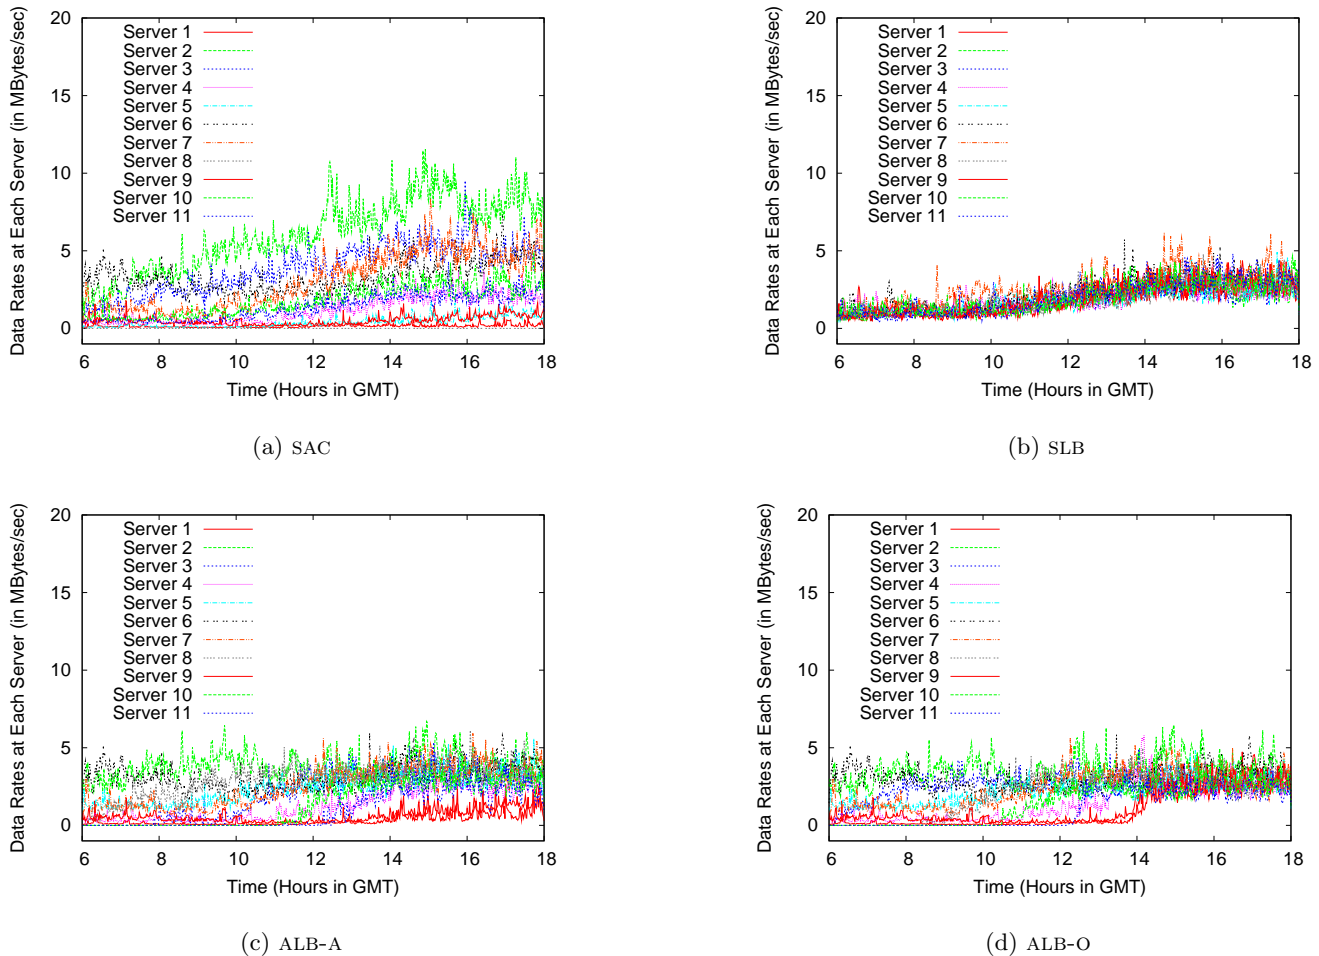 Data Rates at Each Server (in MBytes/sec)
20
15
10
5
0
Server 1
Server 2
Server 3
Server 4
Server 5
Server 6
Server 7
Server 8
Server 9
Server 10
Server 11
6 8 10 12 14 16 18
Time (Hours in GMT)
(a) SAC
Data Rates at Each Server (in MBytes/sec)
20
15
10
5
0
Server 1
Server 2
Server 3
Server 4
Server 5
Server 6
Server 7
Server 8
Server 9
Server 10
Server 11
6 8 10 12 14 16 18
Time (Hours in GMT)
(b) SLB
Data Rates at Each Server (in MBytes/sec)
20
15
10
5
0
Server 1
Server 2
Server 3
Server 4
Server 5
Server 6
Server 7
Server 8
Server 9
Server 10
Server 11
6 8 10 12 14 16 18
Time (Hours in GMT)
(c) ALB-A
Data Rates at Each Server (in MBytes/sec)
20
15
10
5
0
Server 1
Server 2
Server 3
Server 4
Server 5
Server 6
Server 7
Server 8
Server 9
Server 10
Server 11
6 8 10 12 14 16 18
Time (Hours in GMT)
(d) ALB-O